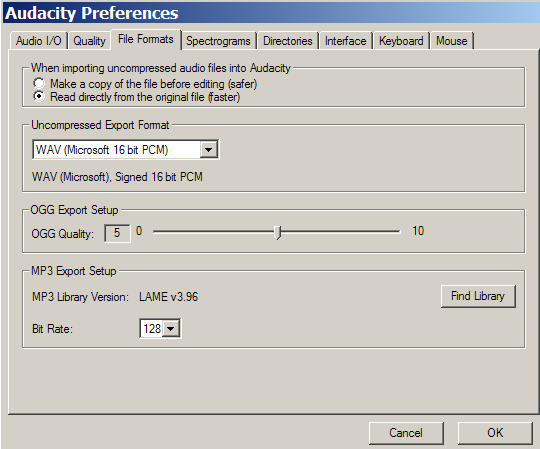 Audacity Preferences
Audio I/O Quality File Formats Spectrograms Directories Interface Keyboard Mouse
When importing uncompressed audio files into Audacity
Make a copy of the file before editing (safer)
Read directly from the original file (faster)
Uncompressed Export Format
WAV (Microsoft 16 bit PCM)
WAV (Microsoft), Signed 16 bit PCM
OGG Export Setup
OGG Quality: 5 0 10
MP3 Export Setup
MP3 Library Version: LAME v3.96 Find Library
Bit Rate: 128
Cancel OK